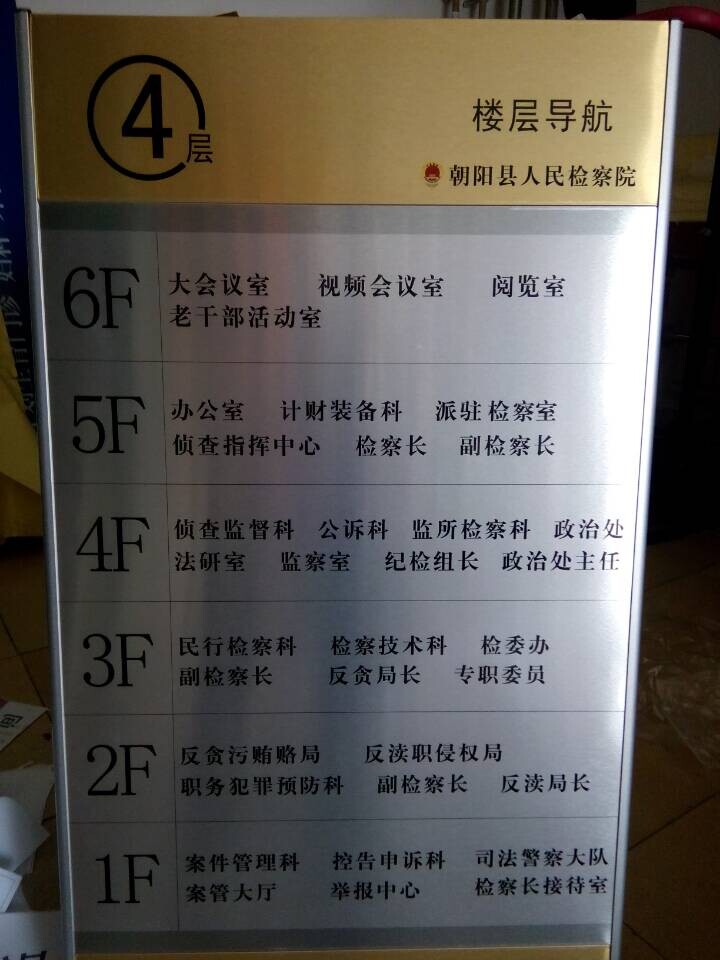 4层
楼层导航
朝阳县人民检察院
6F
大会议室 视频会议室 阅览室
老干部活动室
5F
办公室 计财装备科 派驻检察室
侦查指挥中心 检察长 副检察长
4F
侦查监督科 公诉科 监所检察科 政治处
法研室 监察室 纪检组长 政治处主任
3F
民行检察科 检察技术科 检委办
副检察长 反贪局长 专职委员
2F
反贪污贿赂局 反渎职侵权局
职务犯罪预防科 副检察长 反渎局长
1F
案件管理科 控告申诉科 司法警察大队
案管大厅 举报中心 检察长接待室